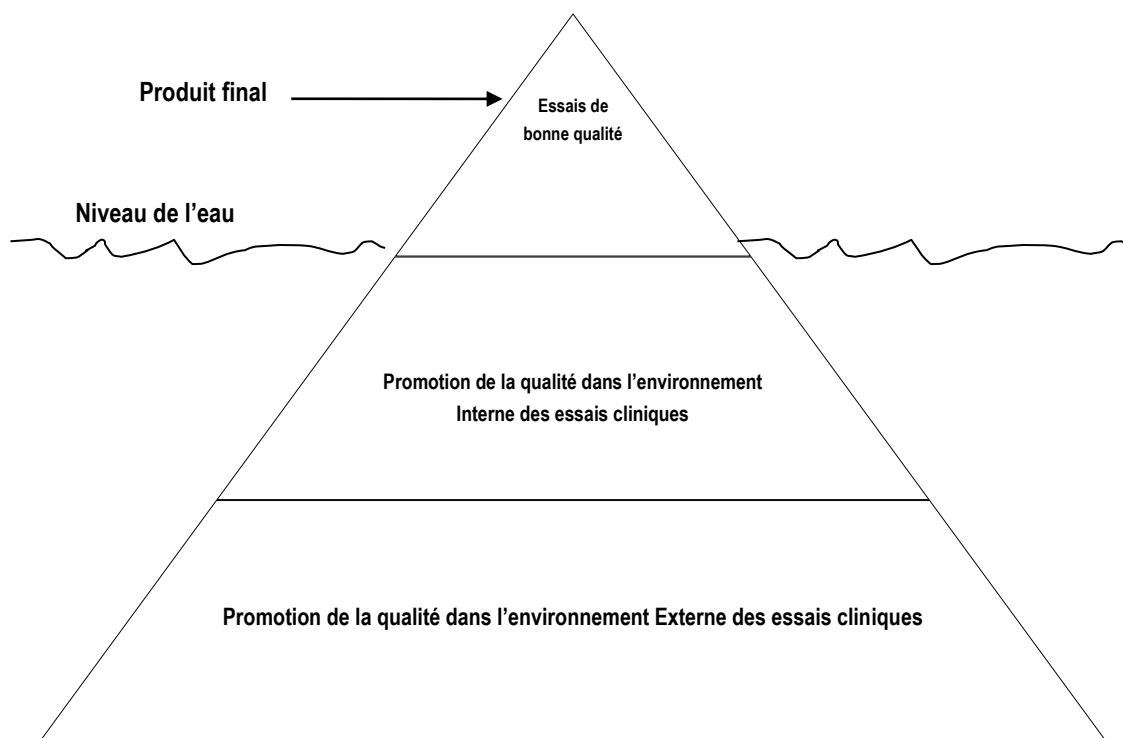 Produit final
Essais de
bonne qualité
Niveau de l’eau
Promotion de la qualité dans l’environnement
Interne des essais cliniques
Promotion de la qualité dans l’environnement Externe des essais cliniques